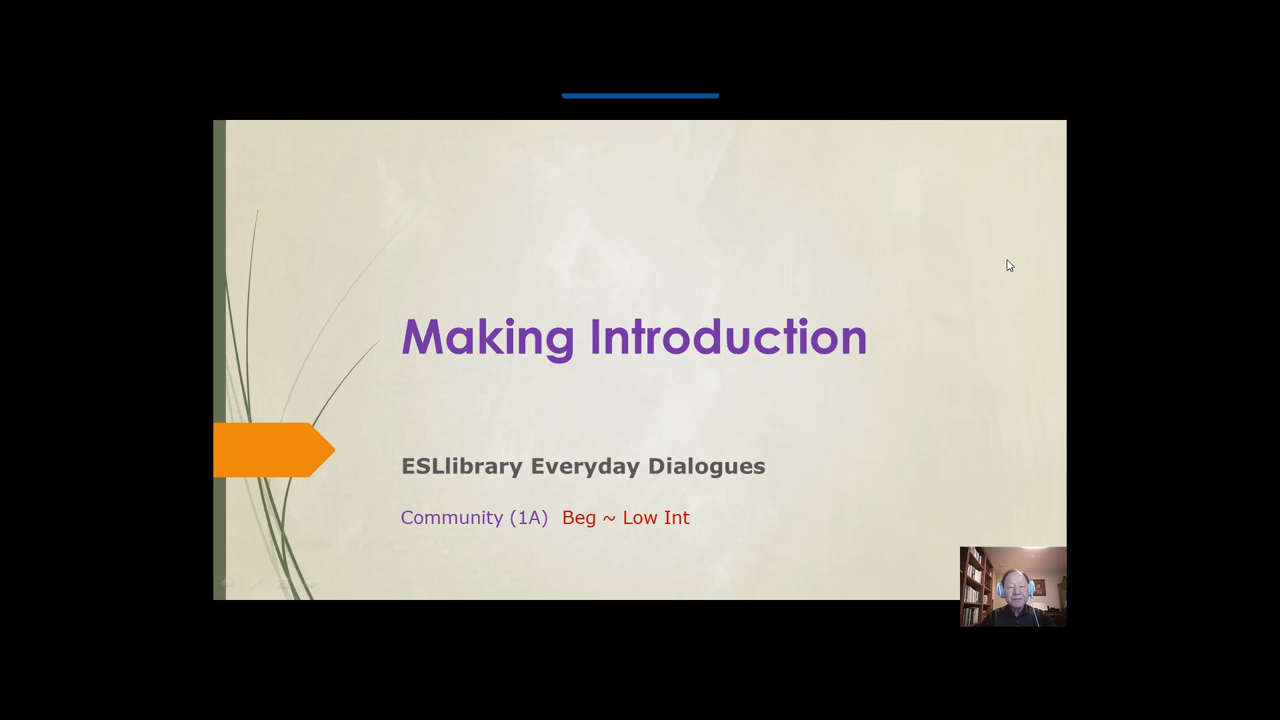 Making Introduction
ESLlibrary Everyday Dialogues
Community (1A) Beg ~ Low Int